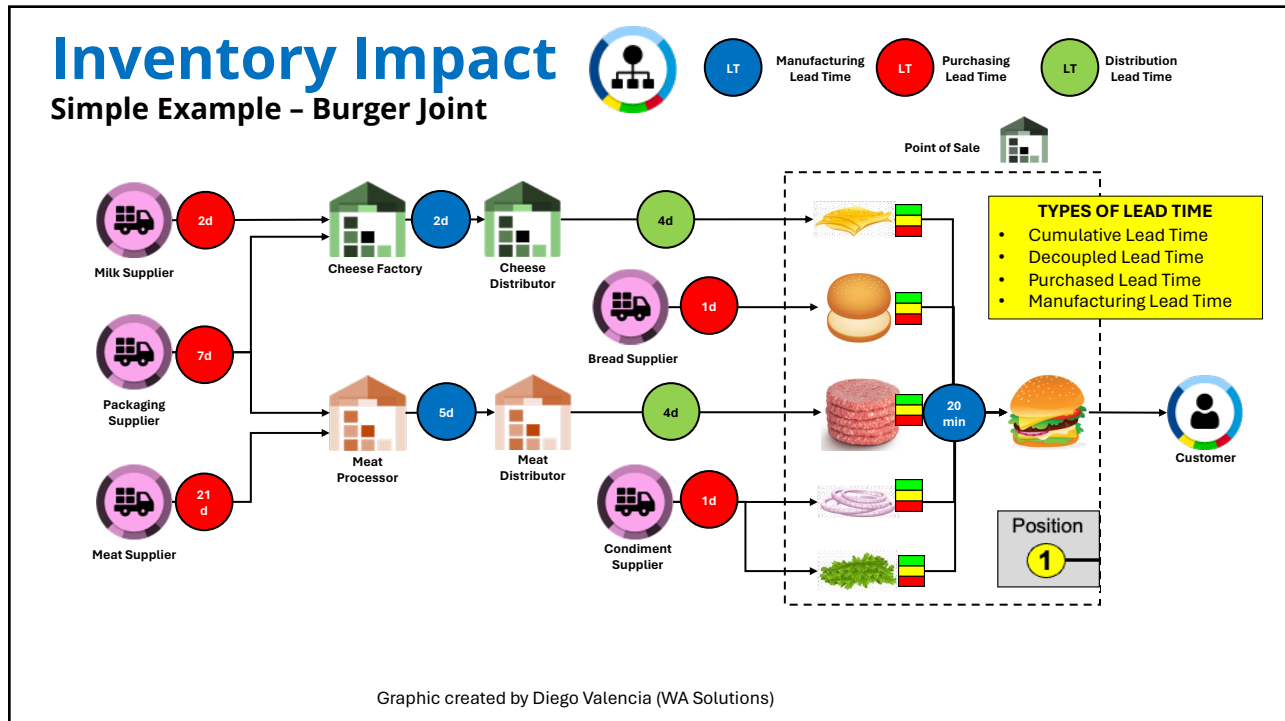 Inventory Impact
Simple Example – Burger Joint
LT
Manufacturing
Lead Time
LT
Purchasing
Lead Time
LT
Distribution
Lead Time
Point of Sale
TYPES OF LEAD TIME
• Cumulative Lead Time
• Decoupled Lead Time
• Purchased Lead Time
• Manufacturing Lead Time
2d
Milk Supplier
Cheese Factory
2d
Cheese
Distributor
4d
1d
Bread Supplier
7d
Packaging
Supplier
Meat
Processor
5d
Meat
Distributor
4d
20
min
Customer
21
d
Meat Supplier
1d
Condiment
Supplier
Position
1
Graphic created by Diego Valencia (WA Solutions)